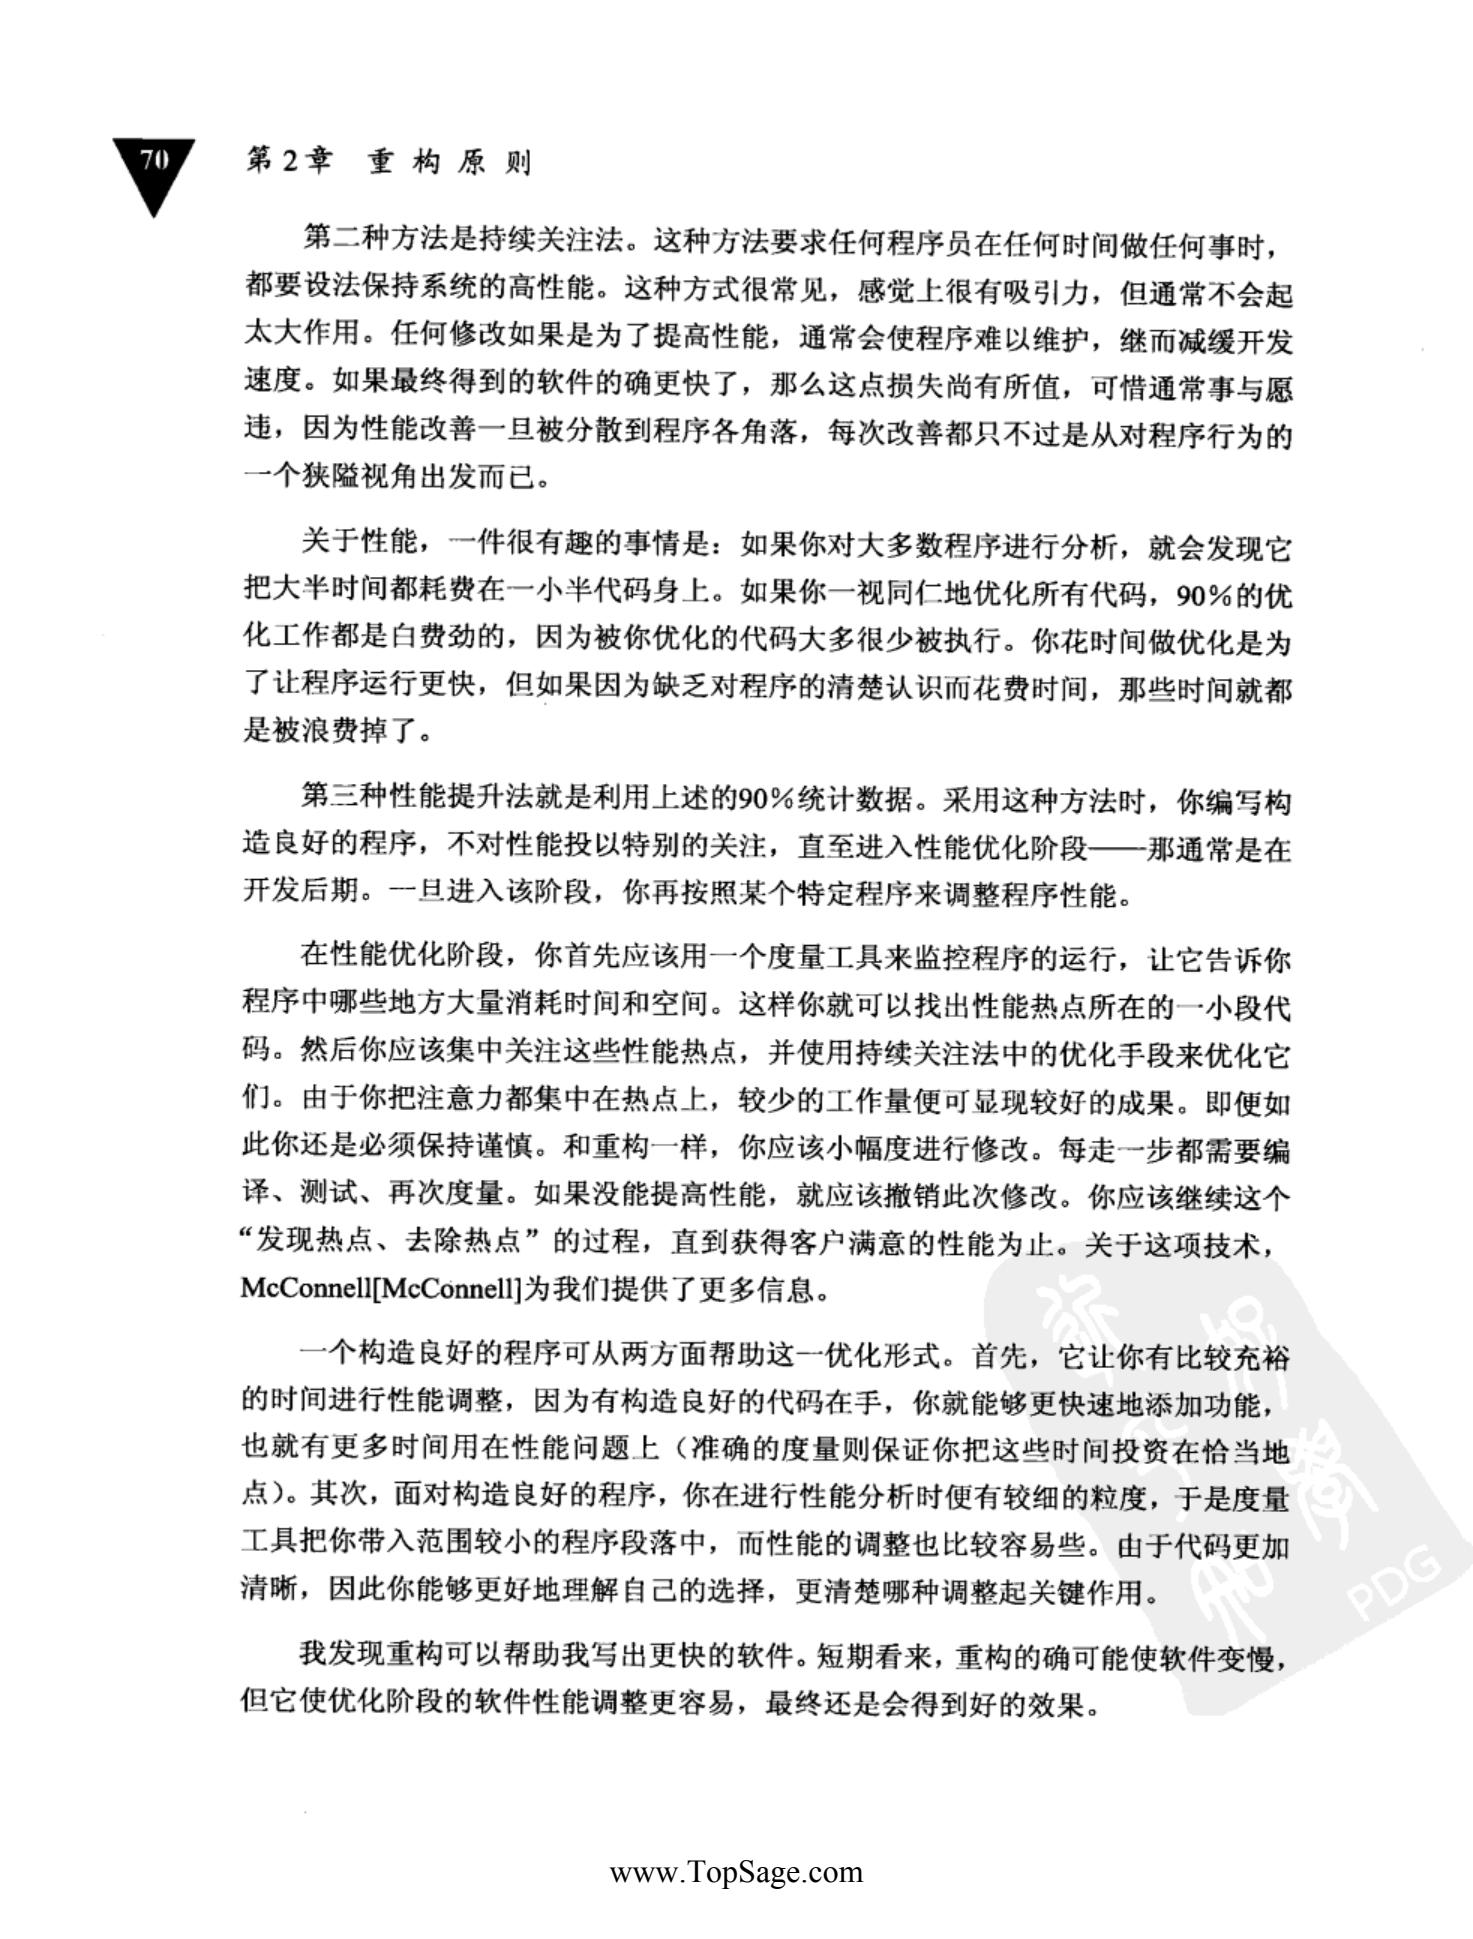 70
第2章 重构原则
第二种方法是持续关注法。这种方法要求任何程序员在任何时间做任何事时，
都要设法保持系统的高性能。这种方式很常见，感觉上很有吸引力，但通常不会起
太大作用。任何修改如果是为了提高性能，通常会使程序难以维护，继而减缓开发
速度。如果最终得到的软件的确更快了，那么这点损失尚有所值，可惜通常事与愿
违，因为性能改善一旦被分散到程序各角落，每次改善都只不过是从对程序行为的
一个狭隘视角出发而已。
关于性能，一件很有趣的事情是：如果你对大多数程序进行分析，就会发现它
把大半时间都耗费在一小半代码身上。如果你一视同仁地优化所有代码，90%的优
化工作都是白费劲的，因为被你优化的代码大多很少被执行。你花时间做优化是为
了让程序运行更快，但如果因为缺乏对程序的清楚认识而花费时间，那些时间就都
是被浪费掉了。
第三种性能提升法就是利用上述的90%统计数据。采用这种方法时，你编写构
造良好的程序，不对性能投以特别的关注，直至进入性能优化阶段——那通常是在
开发后期。一旦进入该阶段，你再按照某个特定程序来调整程序性能。
在性能优化阶段，你首先应该用一个度量工具来监控程序的运行，让它告诉你
程序中哪些地方大量消耗时间和空间。这样你就可以找出性能热点所在的一小段代
码。然后你应该集中关注这些性能热点，并使用持续关注法中的优化手段来优化它
们。由于你把注意力都集中在热点上，较少的工作量便可显现较好的成果。即便如
此你还是必须保持谨慎。和重构一样，你应该小幅度进行修改。每走一步都需要编
译、测试、再次度量。如果没能提高性能，就应该撤销此次修改。你应该继续这个
“发现热点、去除热点”的过程，直到获得客户满意的性能为止。关于这项技术，
McConnell[McConnell]为我们提供了更多信息。
一个构造良好的程序可从两方面帮助这一优化形式。首先，它让你有比较充裕
的时间进行性能调整，因为有构造良好的代码在手，你就能够更快速地添加功能，
也就有更多时间用在性能问题上（准确的度量则保证你把这些时间投资在恰当地
点）。其次，面对构造良好的程序，你在进行性能分析时便有较细的粒度，于是度量
工具把你带入范围较小的程序段落中，而性能的调整也比较容易些。由于代码更加
清晰，因此你能够更好地理解自己的选择，更清楚哪种调整起关键作用。
我发现重构可以帮助我写出更快的软件。短期看来，重构的确可能使软件变慢，
但它使优化阶段的软件性能调整更容易，最终还是会得到好的效果。
PDG
www.TopSage.com